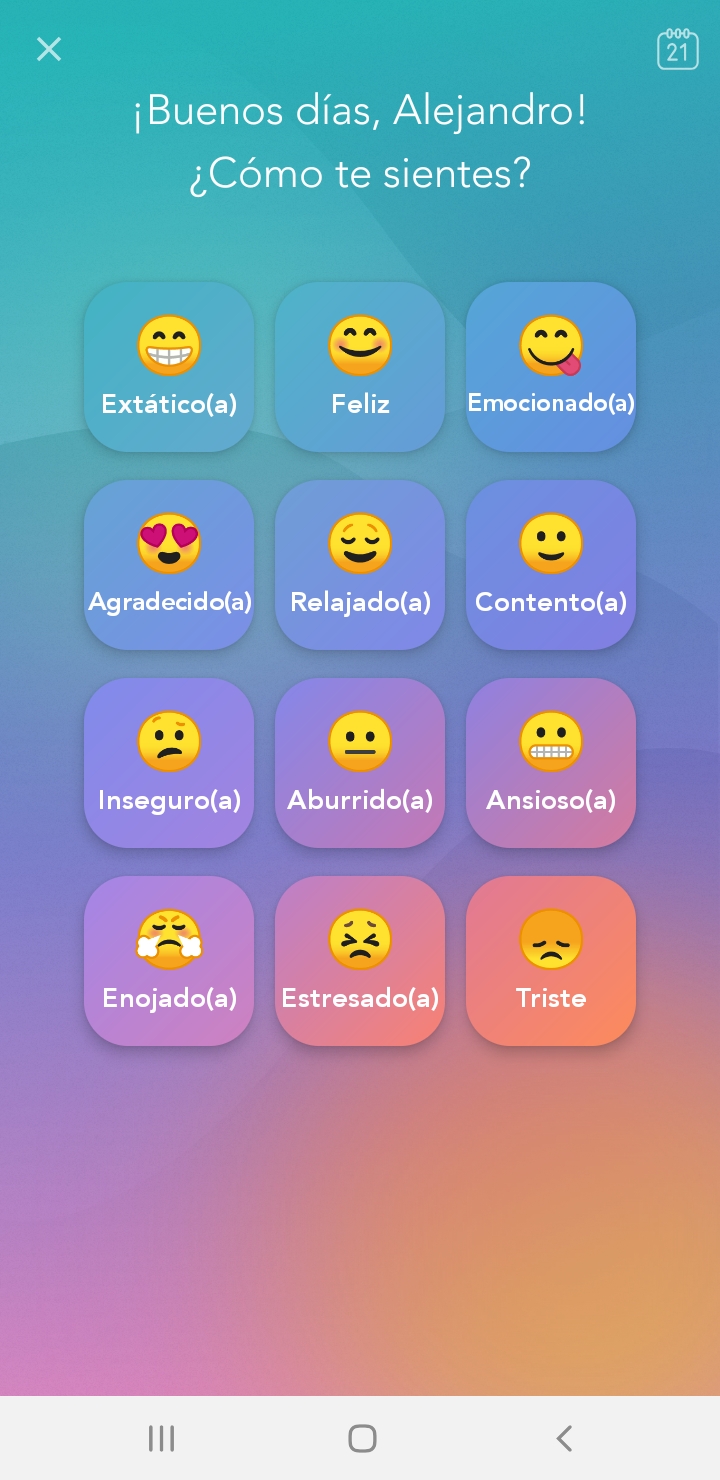 21
¡Buenos días, Alejandro!
¿Cómo te sientes?
Extático(a)
Feliz
Emocionado(a)
Agradecido(a)
Relajado(a)
Contento(a)
Inseguro(a)
Aburrido(a)
Ansioso(a)
Enojado(a)
Estresado(a)
Triste